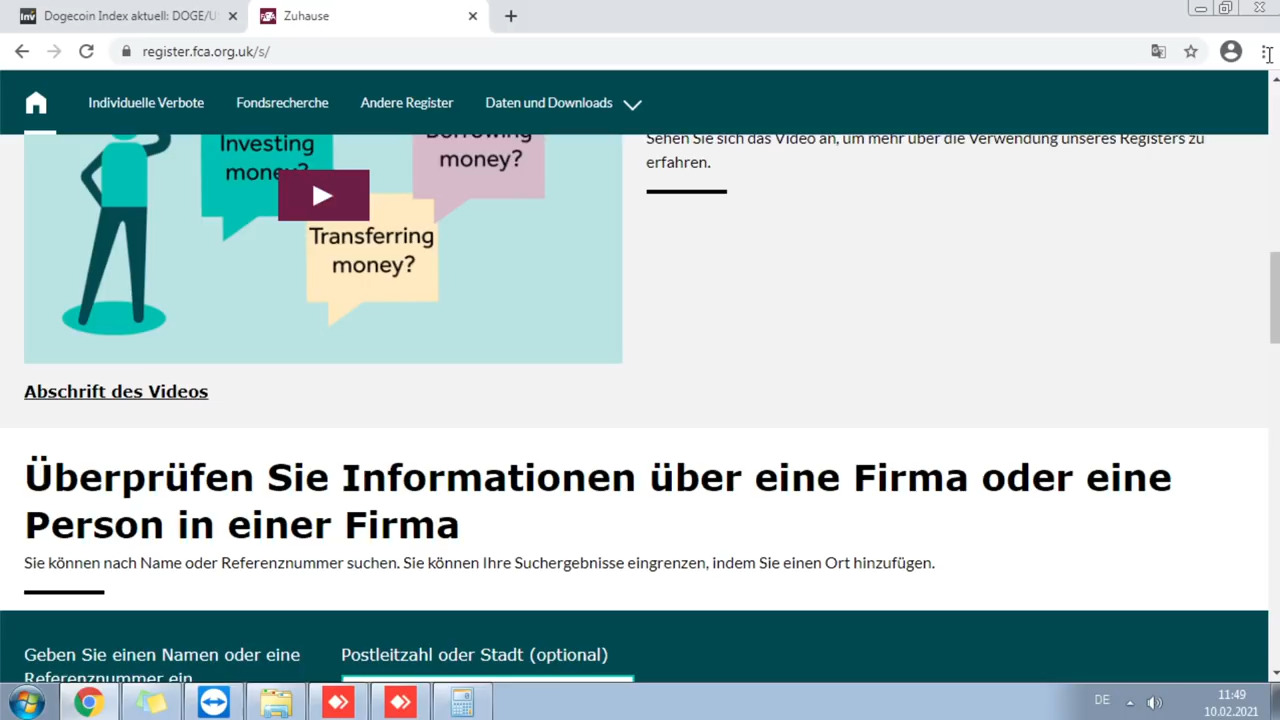 Dogecoin Index aktuell: DOGE/U
Zuhause
register.fca.org.uk/s/
Individuelle Verbote
Fondsrecherche
Andere Register
Daten und Downloads
Investing
money?
Borrowing
money?
Transferring
money?
Sehen Sie sich das Video an, um mehr über die Verwendung unseres Registers zu
erfahren.
Abschrift des Videos
Überprüfen Sie Informationen über eine Firma oder eine
Person in einer Firma
Sie können nach Name oder Referenznummer suchen. Sie können Ihre Suchergebnisse eingrenzen, indem Sie einen Ort hinzufügen.
Geben Sie einen Namen oder eine
Referenznummer ein
Postleitzahl oder Stadt (optional)
DE
11:49
10.02.2021